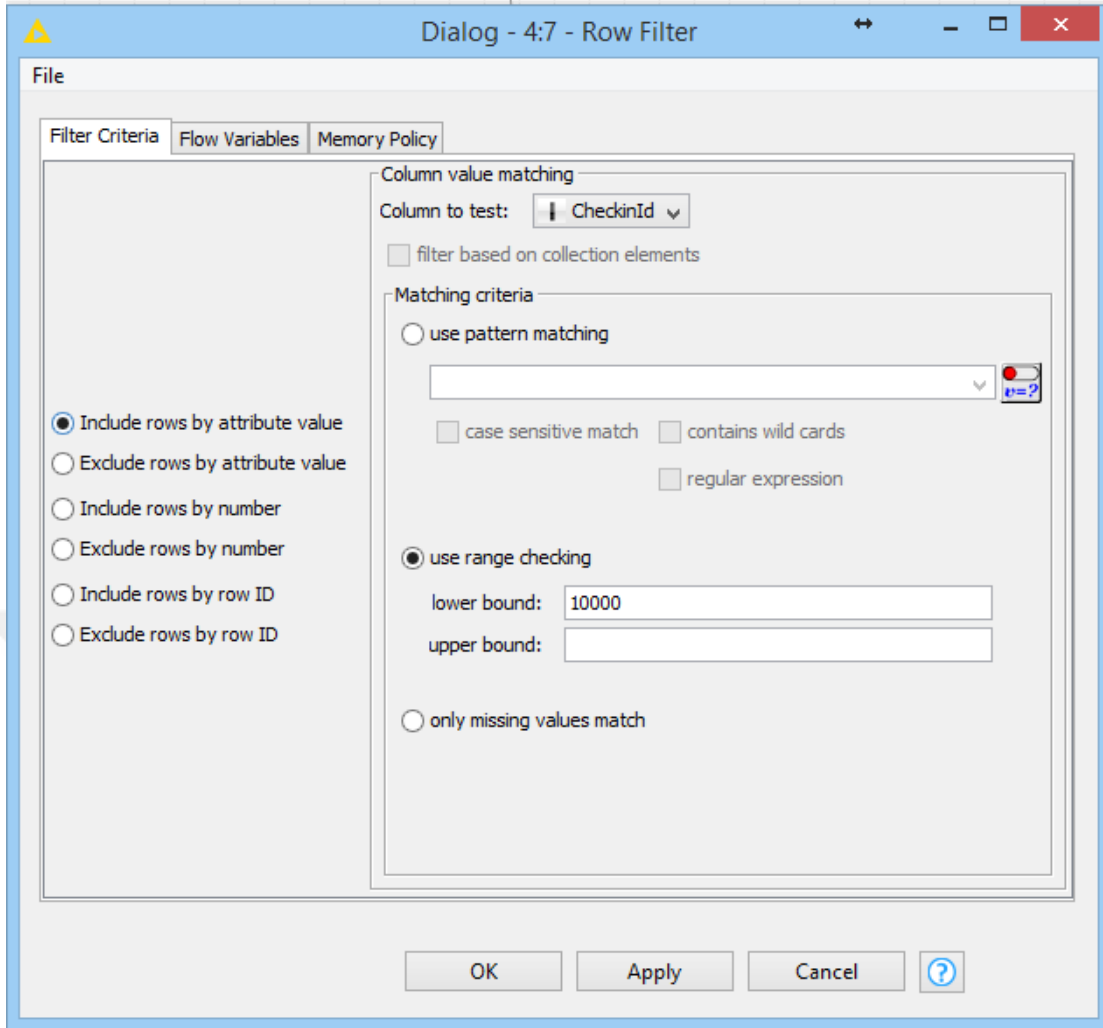 Dialog - 4:7 - Row Filter
File
Filter Criteria
Flow Variables
Memory Policy
Column value matching
Column to test: CheckinId
filter based on collection elements
Matching criteria
use pattern matching
v=?
case sensitive match
contains wild cards
regular expression
Include rows by attribute value
Exclude rows by attribute value
Include rows by number
Exclude rows by number
Include rows by row ID
Exclude rows by row ID
use range checking
lower bound: 10000
upper bound:
only missing values match
OK
Apply
Cancel
?